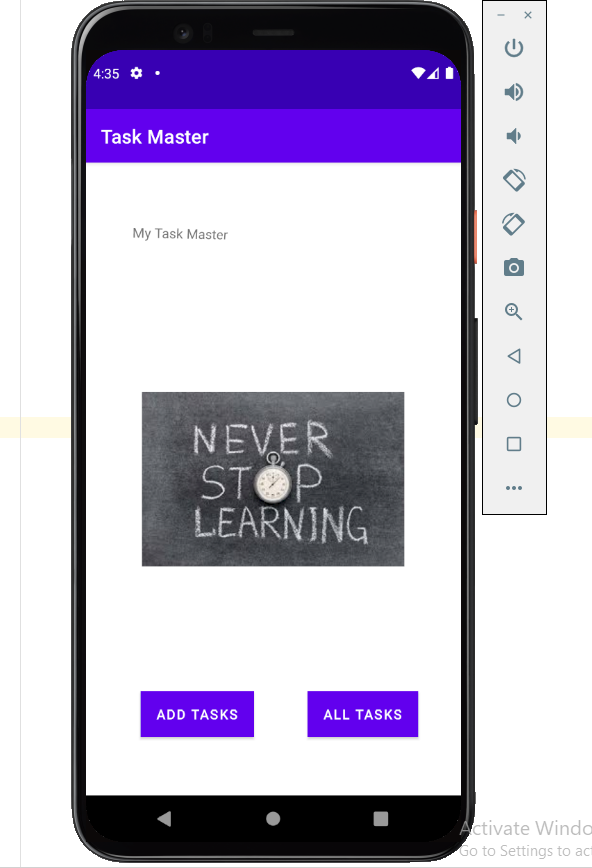 4:35
Task Master
My Task Master
NEVER
STOP
LEARNING
ADD TASKS
ALL TASKS
Activate Windo
Go to Settings to act